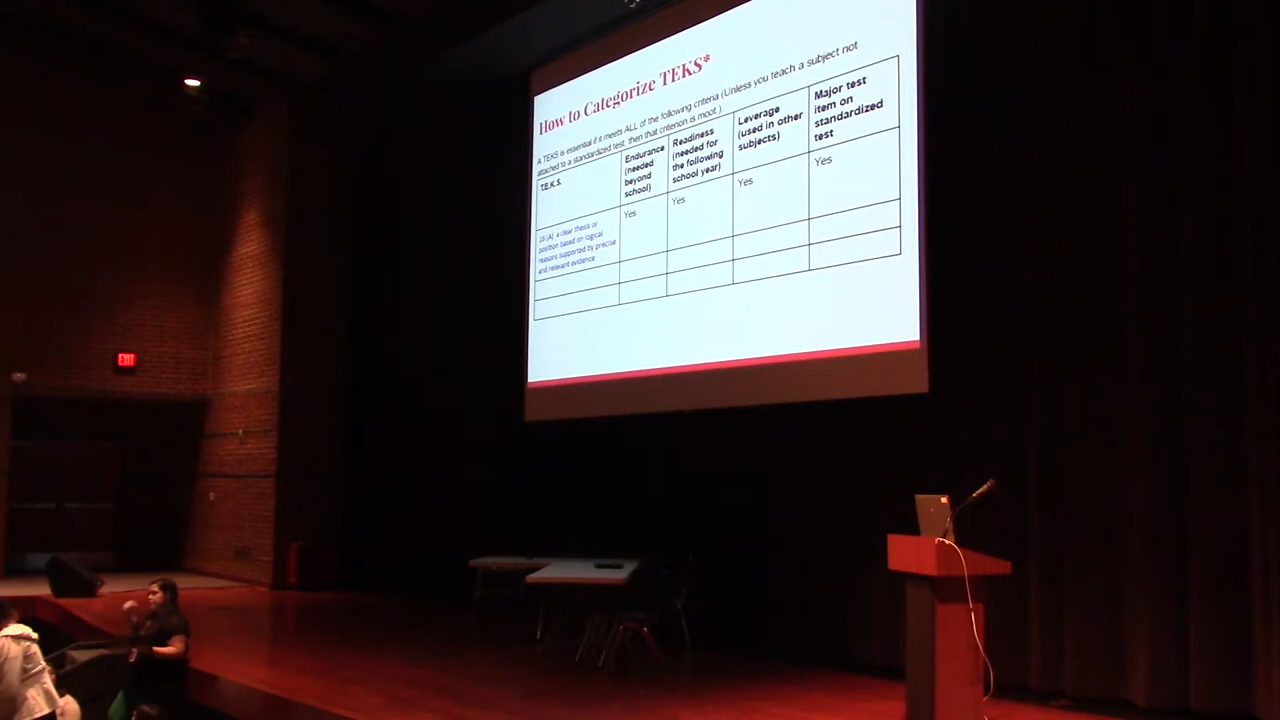 How to Categorize TEKS*
A TEKS is essential if it meets ALL of the following criteria (Unless you teach a subject not
attached to a standardized test, then that criterion is moot.)
T.E.K.S.
Endurance
(needed
beyond
school)
Readiness
(needed for
the following
school year)
Leverage
(used in other
subjects)
Major test
item on
standardized
test
16 (A) a clear thesis or
position based on logical
reasons supported by precise
and relevant evidence
Yes
Yes
Yes
Yes
EXIT